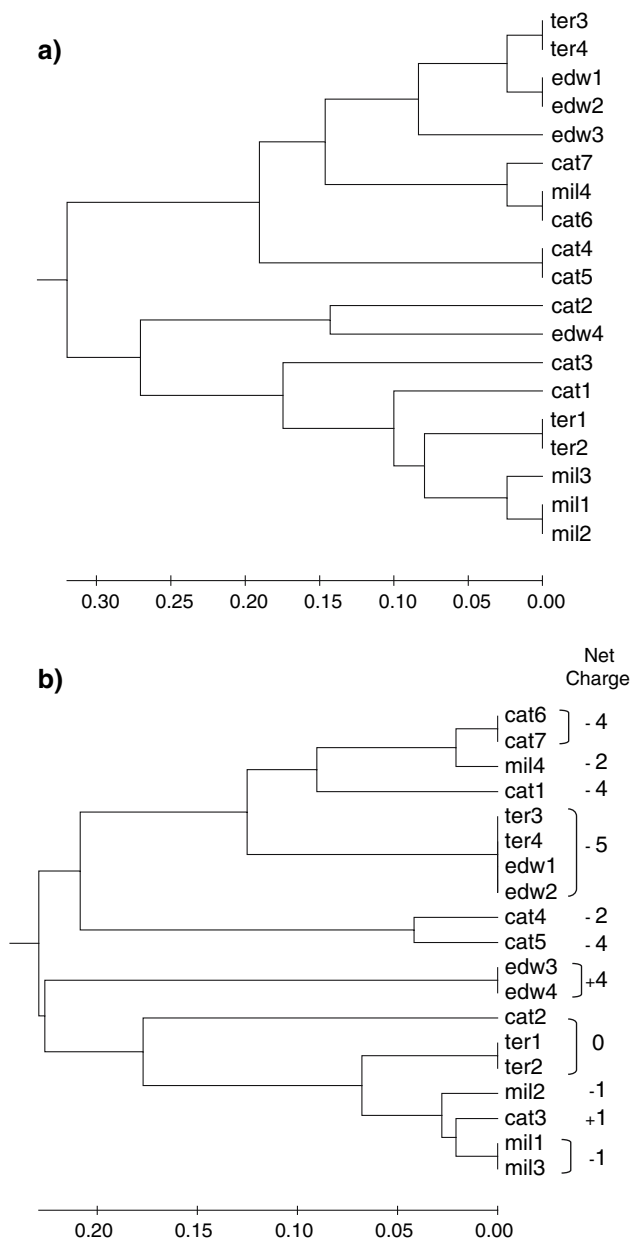 a)
ter3
ter4
edw1
edw2
edw3
cat7
mil4
cat6
cat4
cat5
cat2
edw4
cat3
cat1
ter1
ter2
mil3
mil1
mil2
0.30 0.25 0.20 0.15 0.10 0.05 0.00
b)
Net
Charge
cat6
cat7
- 4
mil4 - 2
cat1 - 4
ter3
ter4
edw1
edw2
- 5
cat4 - 2
cat5 - 4
edw3
edw4
+4
cat2
ter1
ter2
0
mil2 -1
cat3 +1
mil1
mil3
-1
0.20 0.15 0.10 0.05 0.00